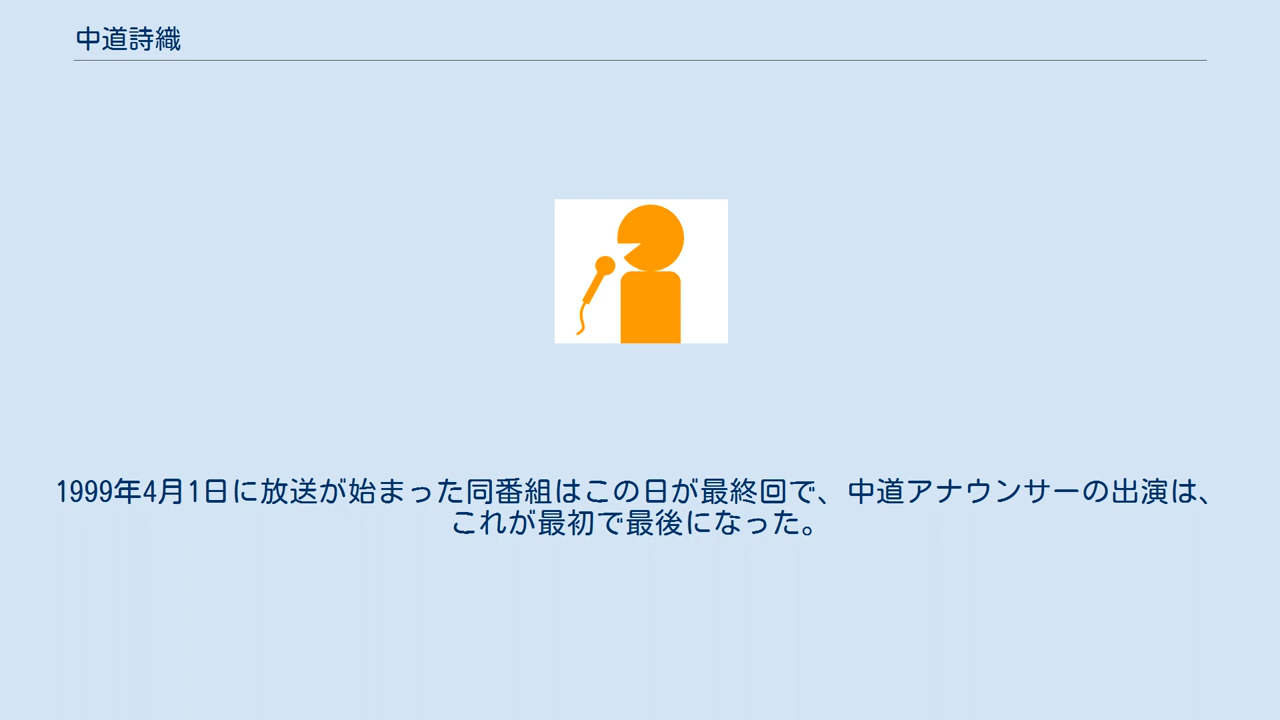 中道詩織
1999年4月1日に放送が始まった同番組はこの日が最終回で、中道アナウンサーの出演は、
これが最初で最後になった。